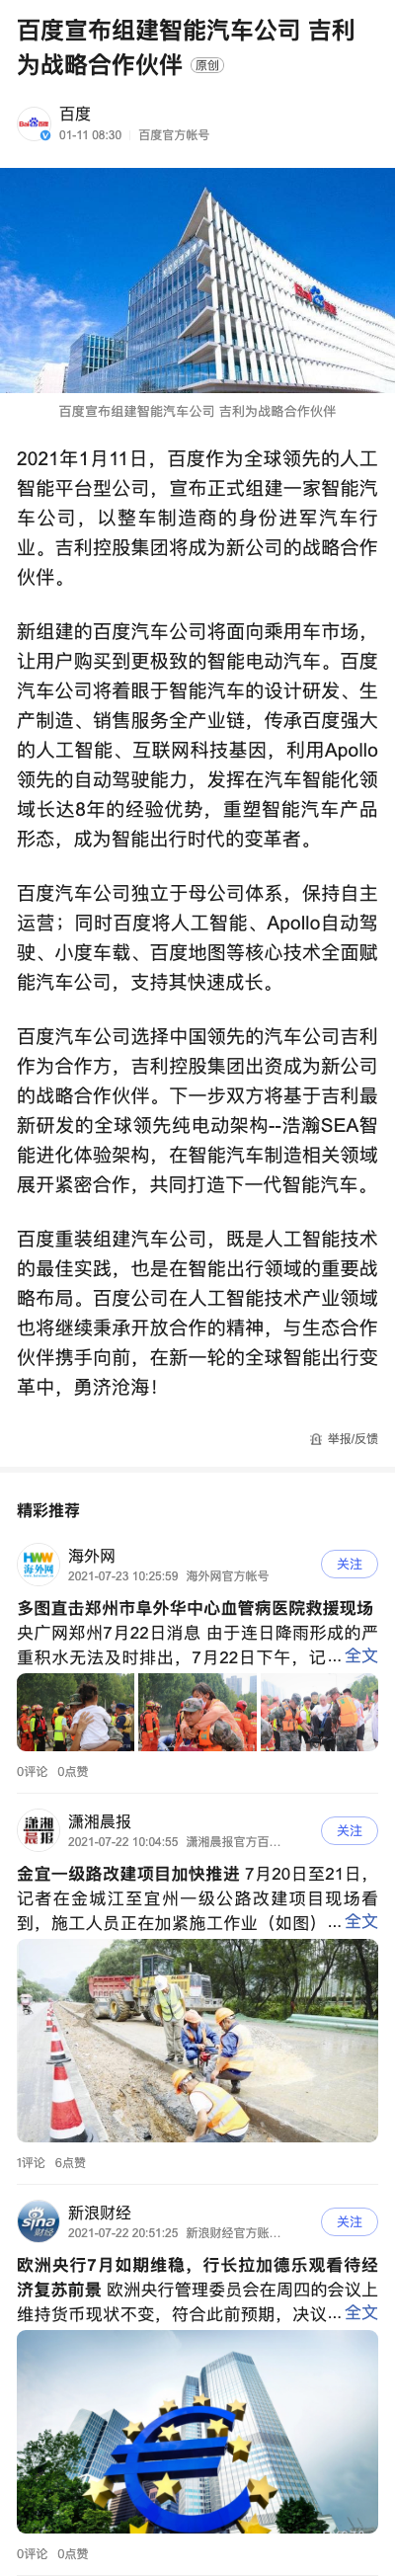 百度宣布组建智能汽车公司 吉利
为战略合作伙伴 原创
Bai 百度
百度
01-11 08:30 百度官方帐号
Bai 百度
百度宣布组建智能汽车公司 吉利为战略合作伙伴
2021年1月11日，百度作为全球领先的人工
智能平台型公司，宣布正式组建一家智能汽
车公司，以整车制造商的身份进军汽车行
业。吉利控股集团将成为新公司的战略合作
伙伴。
新组建的百度汽车公司将面向乘用车市场，
让用户购买到更极致的智能电动汽车。百度
汽车公司将着眼于智能汽车的设计研发、生
产制造、销售服务全产业链，传承百度强大
的人工智能、互联网科技基因，利用Apollo
领先的自动驾驶能力，发挥在汽车智能化领
域长达8年的经验优势，重塑智能汽车产品
形态，成为智能出行时代的变革者。
百度汽车公司独立于母公司体系，保持自主
运营；同时百度将人工智能、Apollo自动驾
驶、小度车载、百度地图等核心技术全面赋
能汽车公司，支持其快速成长。
百度汽车公司选择中国领先的汽车公司吉利
作为合作方，吉利控股集团出资成为新公司
的战略合作伙伴。下一步双方将基于吉利最
新研发的全球领先纯电动架构--浩瀚SEA智
能进化体验架构，在智能汽车制造相关领域
展开紧密合作，共同打造下一代智能汽车。
百度重装组建汽车公司，既是人工智能技术
的最佳实践，也是在智能出行领域的重要战
略布局。百度公司在人工智能技术产业领域
也将继续秉承开放合作的精神，与生态合作
伙伴携手向前，在新一轮的全球智能出行变
革中，勇济沧海！
举报/反馈
精彩推荐
海外网
海外网
2021-07-23 10:25:59 海外网官方帐号
关注
多图直击郑州市阜外华中心血管病医院救援现场
央广网郑州7月22日消息 由于连日降雨形成的严
重积水无法及时排出，7月22日下午，记... 全文
0评论 0点赞
潇湘晨报
潇湘晨报
2021-07-22 10:04:55 潇湘晨报官方百...
关注
金宜一级路改建项目加快推进 7月20日至21日，
记者在金城江至宜州一级公路改建项目现场看
到，施工人员正在加紧施工作业（如图）... 全文
1评论 6点赞
sina 财经
新浪财经
2021-07-22 20:51:25 新浪财经官方账...
关注
欧洲央行7月如期维稳，行长拉加德乐观看待经
济复苏前景 欧洲央行管理委员会在周四的会议上
维持货币现状不变，符合此前预期，决议... 全文
0评论 0点赞